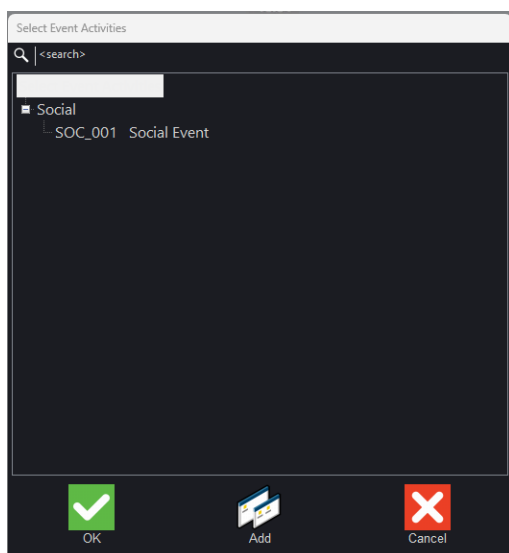 Select Event Activities
<search>
Social
SOC_001 Social Event
OK Add Cancel